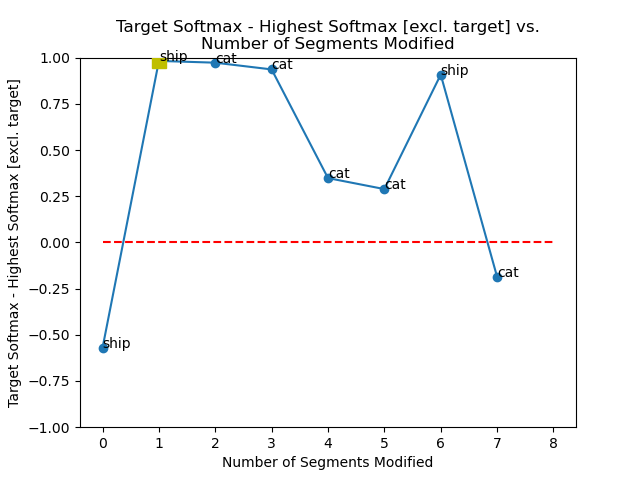 Target Softmax - Highest Softmax [excl. target] vs.
Number of Segments Modified
Target Softmax - Highest Softmax [excl. target]
1.00
0.75
0.50
0.25
0.00
−0.25
−0.50
−0.75
−1.00
ship
ship
cat
cat
cat
cat
ship
cat
0 1 2 3 4 5 6 7 8
Number of Segments Modified